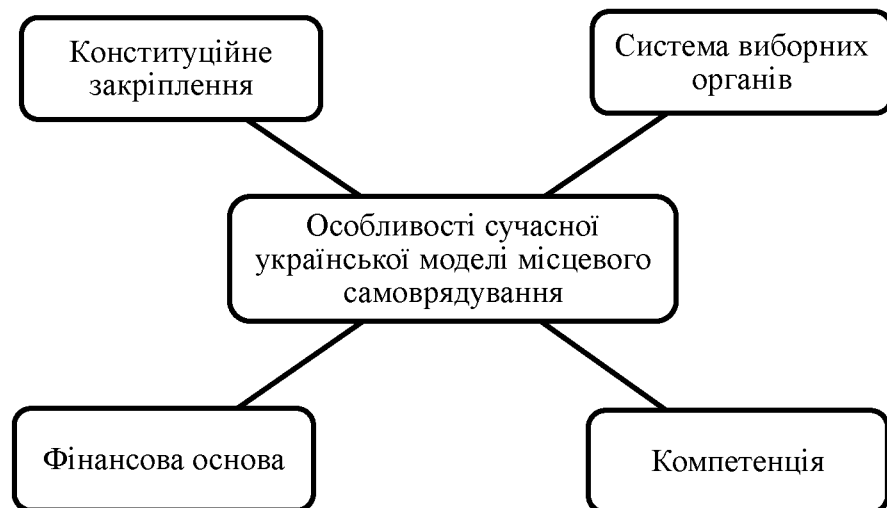 Конституційне
закріплення
Система виборних
органів
Особливості сучасної
української моделі місцевого
самоврядування
Фінансова основа
Компетенція